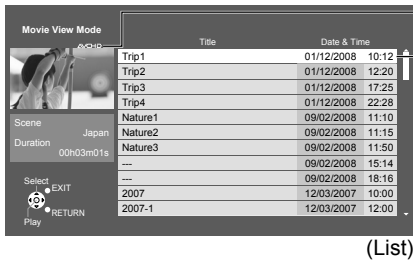 Movie View Mode
AVCHD
Title Date & Time
Trip1 01/12/2008 10:12
Trip2 01/12/2008 12:20
Trip3 01/12/2008 17:25
Trip4 01/12/2008 22:28
Nature1 09/02/2008 11:10
Nature2 09/02/2008 11:15
Nature3 09/02/2008 11:50
--- 09/02/2008 15:14
--- 09/02/2008 18:16
2007 12/03/2007 10:00
2007-1 12/03/2007 12:00
Scene
Japan
Duration
00h03m01s
Select
EXIT
RETURN
Play
(List)